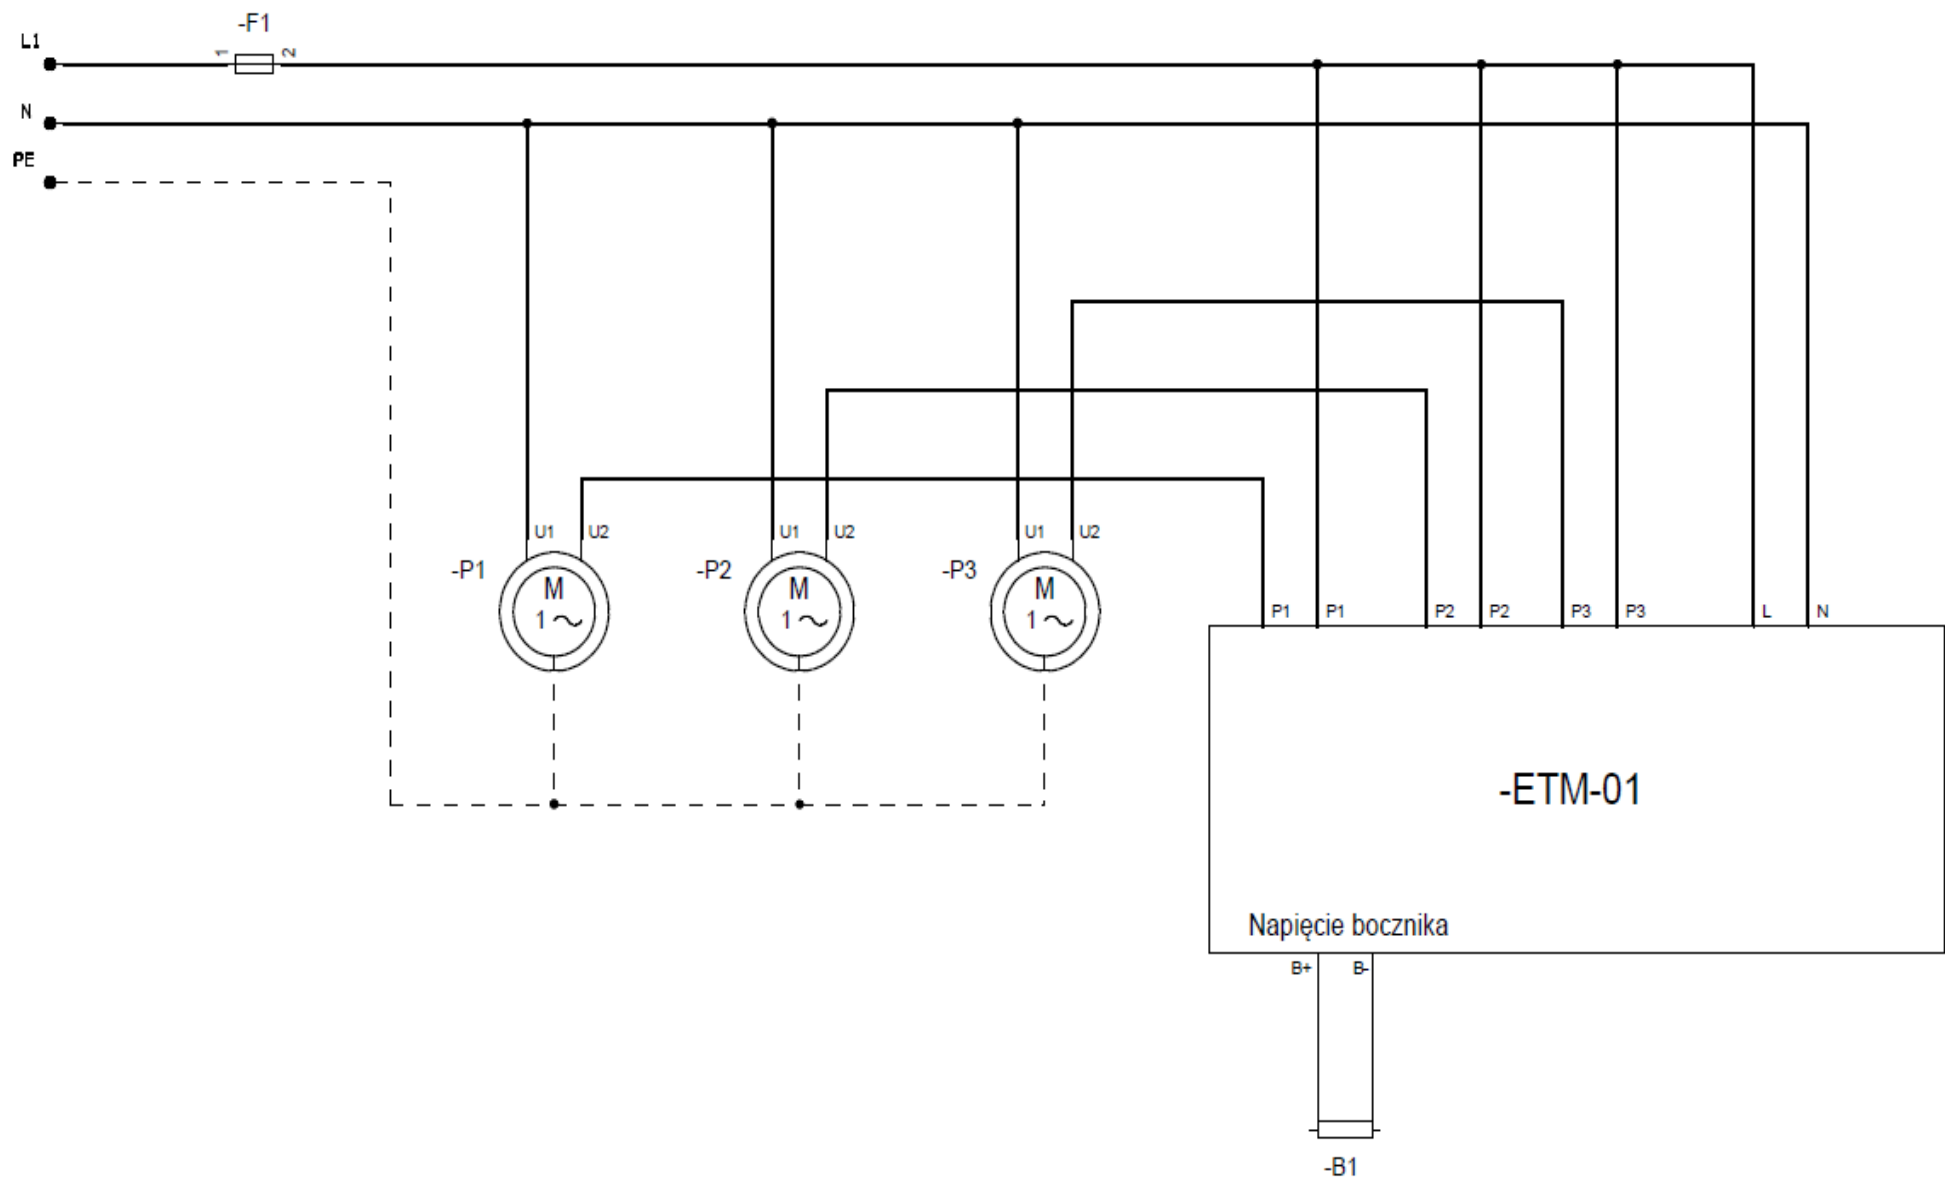 -F1
L1
1
2
N
PE
U1
U2
U1
U2
U1
U2
-P1
M
1~
-P2
M
1~
-P3
M
1~
P1
P1
P2
P2
P3
P3
L
N
-ETM-01
Napięcie bocznika
B+
B-
-B1